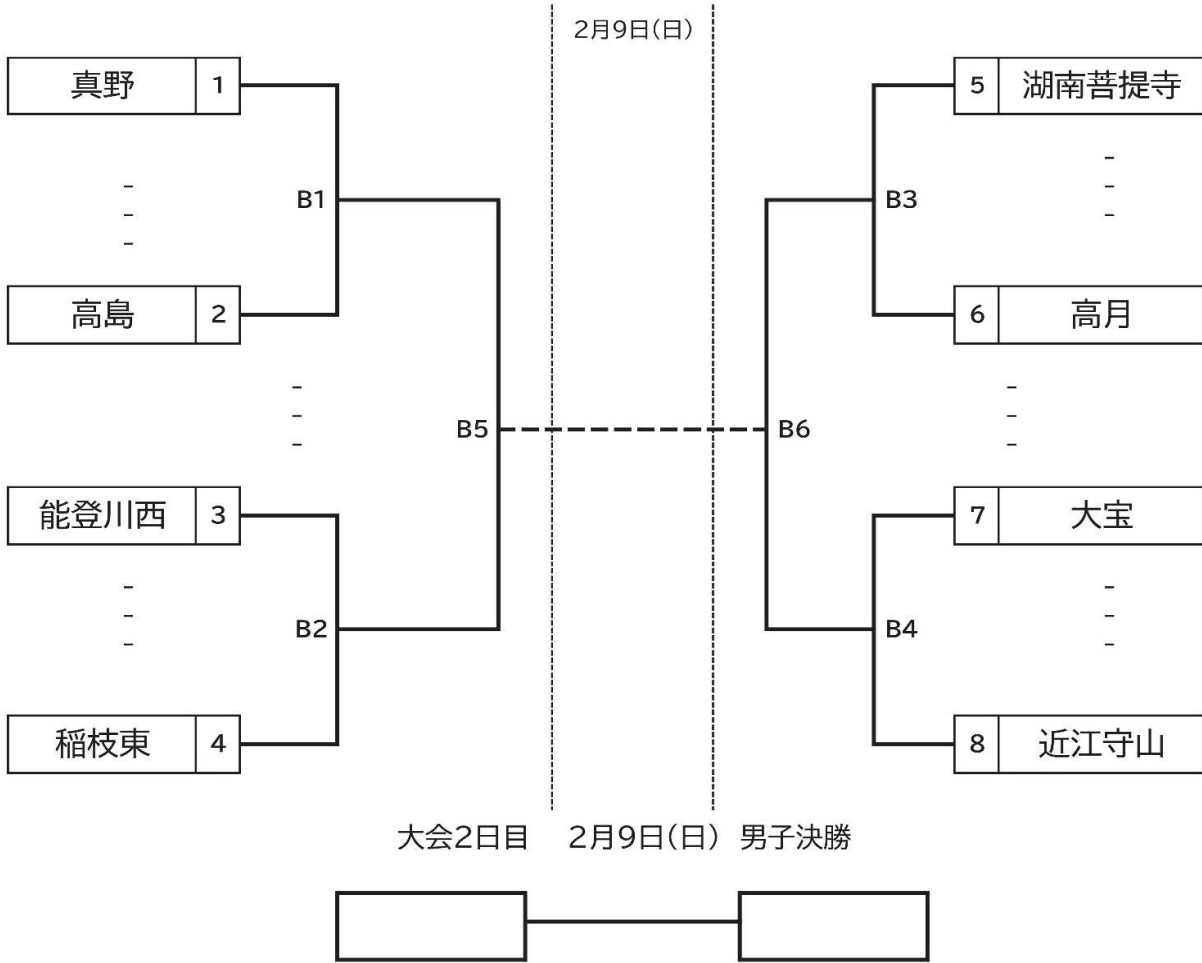 2月9日(日)
真野 1
5 湖南菩提寺
B1
B3
高島 2
6 高月
B5
B6
能登川西 3
7 大宝
B2
B4
稲枝東 4
8 近江守山
大会2日目 2月9日(日) 男子決勝